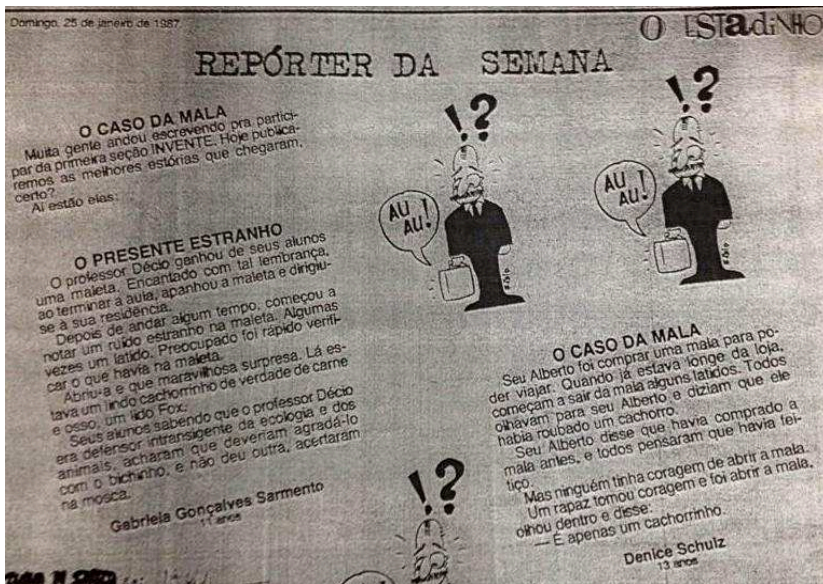 Domingo, 25 de janeiro de 1987
O ESTadiNHO
REPÓRTER DA SEMANA
O CASO DA MALA
Muita gente andou escrevendo pra partici-
par da primeira seção INVENTE. Hoje publica-
remos as melhores estórias que chegaram,
certo?
Aí estão elas:
O PRESENTE ESTRANHO
O professor Décio ganhou de seus alunos
uma maleta. Encantado com tal lembrança,
ao terminar a aula, apanhou a maleta e dirigiu-
se à sua residência.
Depois de andar algum tempo, começou a
notar um ruído estranho na maleta. Algumas
vezes um latido. Preocupado foi rápido verifi-
car o que havia na maleta.
Abriu-a e que maravilhosa surpresa. Lá es-
tava um lindo cachorrinho de verdade de carne
e osso, um lido Fox.
Seus alunos sabendo que o professor Décio
era defensor intransigente da ecologia e dos
animais, acharam que deveriam agradá-lo
com o bichinho, e não deu outra, acertaram
na mosca.
Gabriela Gonçalves Sarmento
11 anos
!?
AU
AU!
!?
AU
AU!
O CASO DA MALA
Seu Alberto foi comprar uma mala para po-
der viajar. Quando já estava longe da loja,
começam a sair da mala alguns latidos. Todos
olhavam para seu Alberto e diziam que ele
habia roubado um cachorro.
Seu Alberto disse que havia comprado a
mala antes, e todos pensaram que havia fei-
tiço.
Mas ninguém tinha coragem de abrir a mala.
Um rapaz tomou coragem e foi abrir a mala,
olhou dentro e disse:
— É apenas um cachorrinho.
Denice Schulz
13 anos
!?